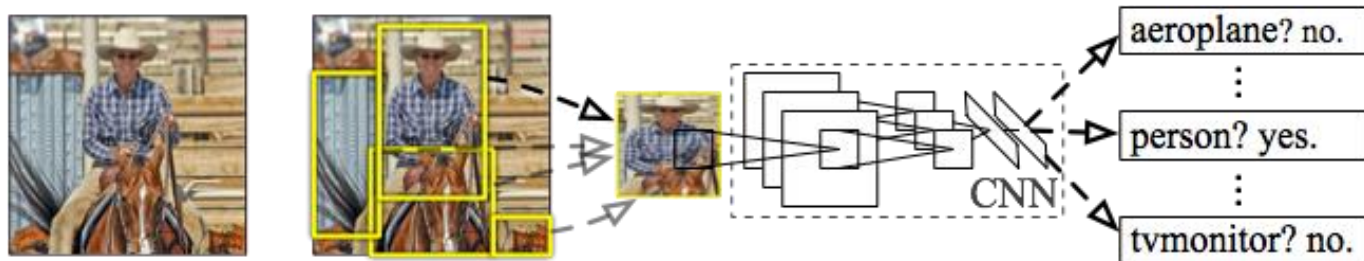 aeroplane? no.
⋮
person? yes.
⋮
tvmonitor? no.
CNN